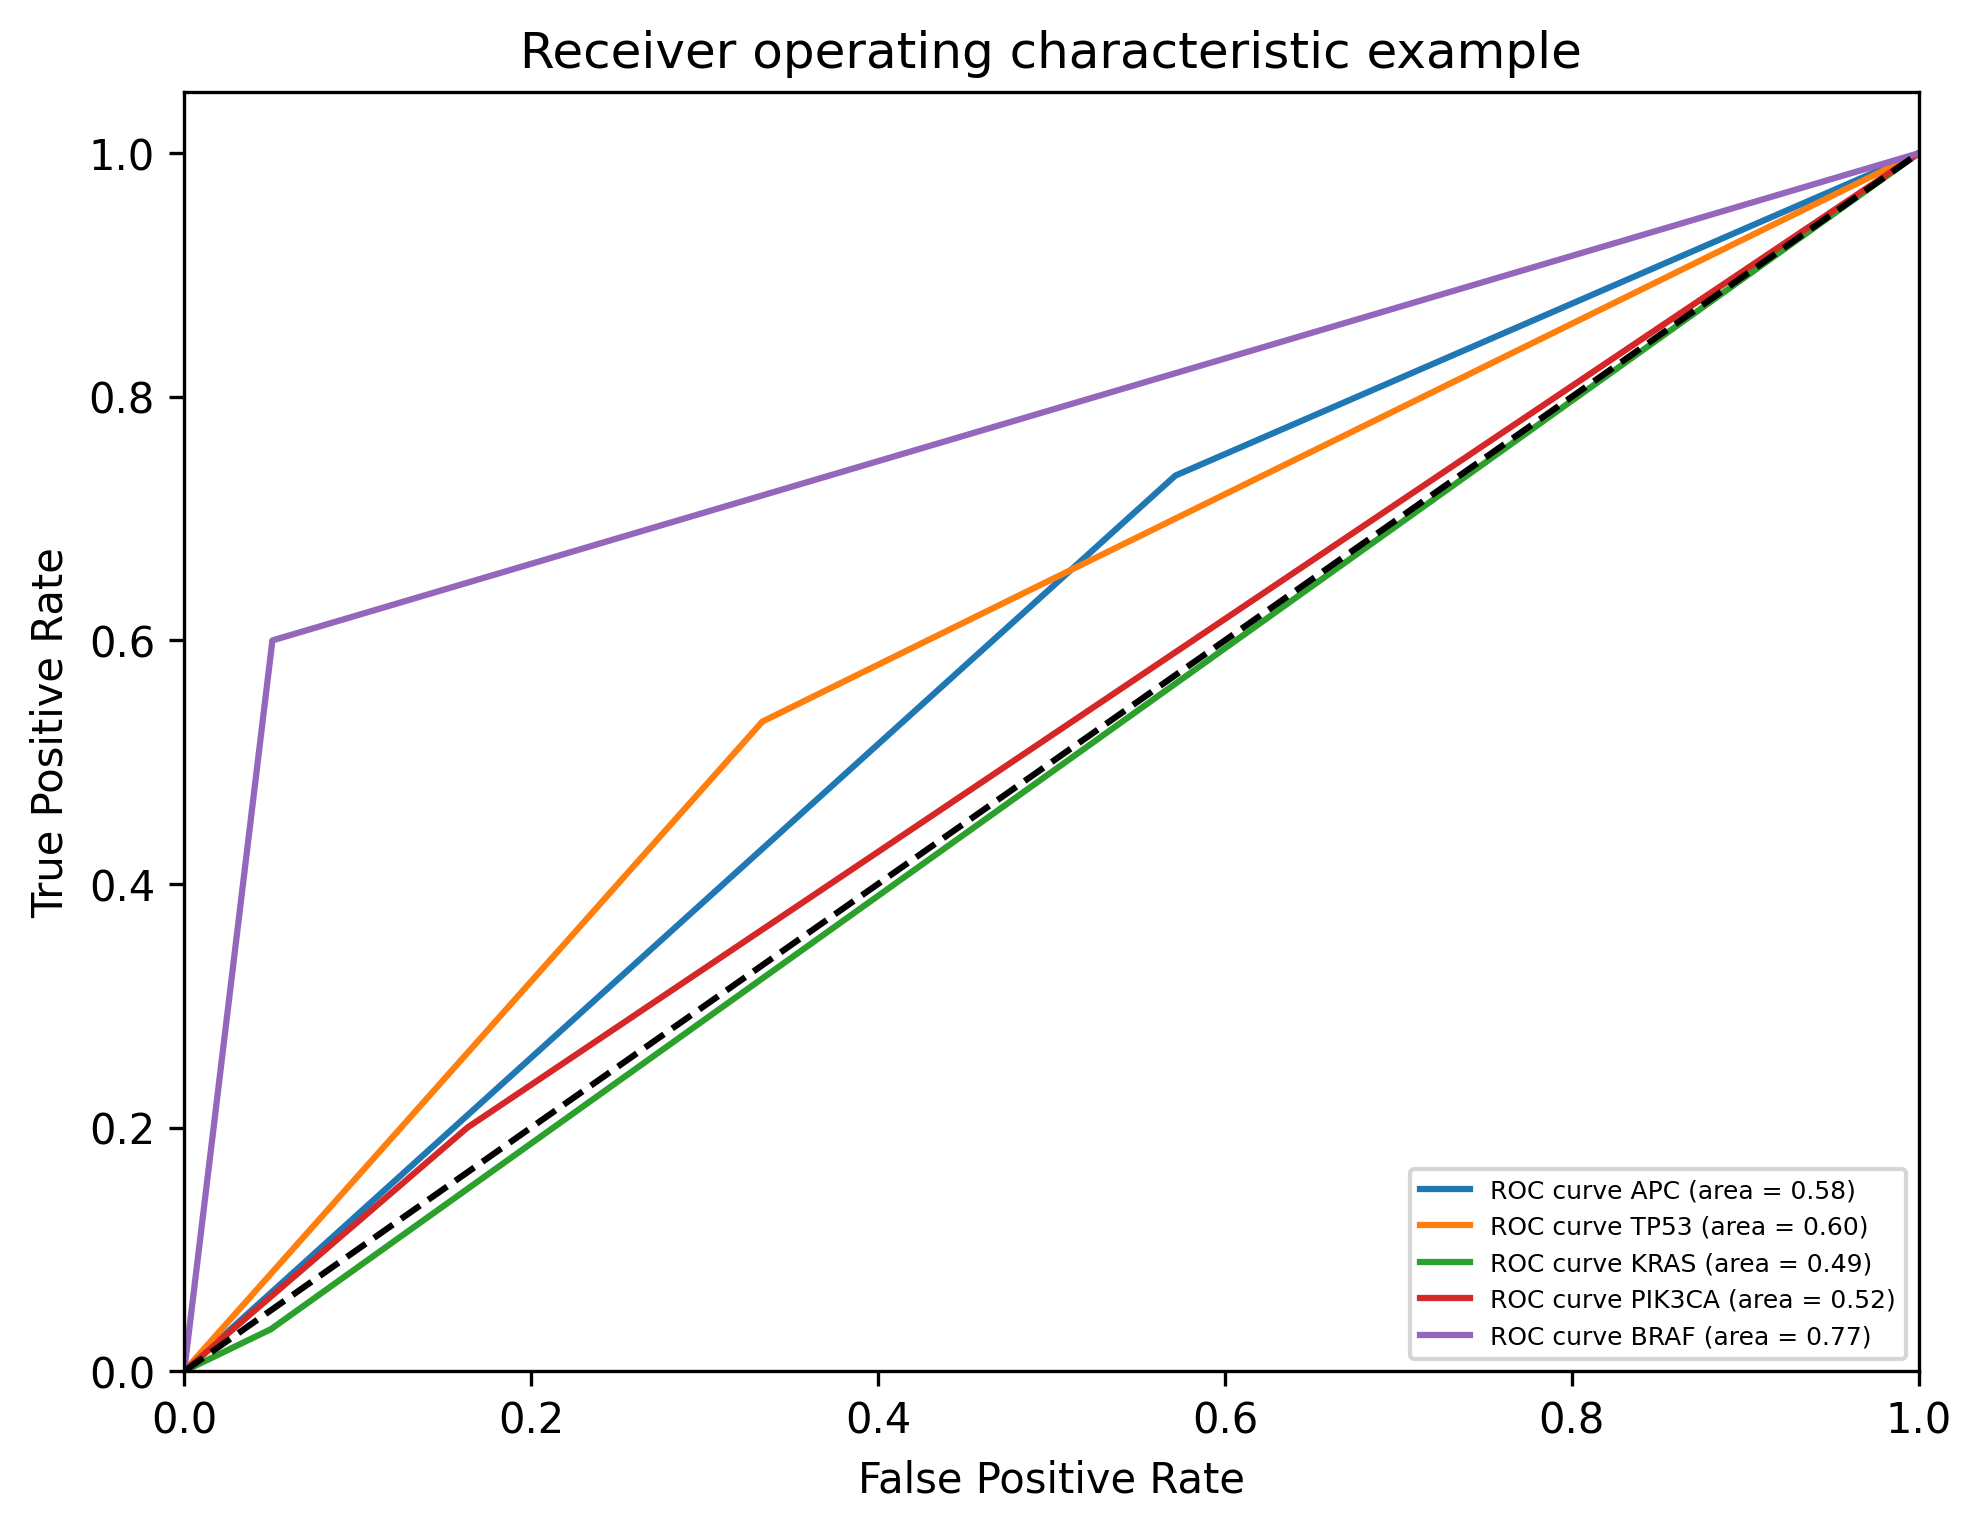 Receiver operating characteristic example
1.0
0.8
0.6
0.4
0.2
0.0
True Positive Rate
0.0 0.2 0.4 0.6 0.8 1.0
False Positive Rate
ROC curve APC (area = 0.58)
ROC curve TP53 (area = 0.60)
ROC curve KRAS (area = 0.49)
ROC curve PIK3CA (area = 0.52)
ROC curve BRAF (area = 0.77)